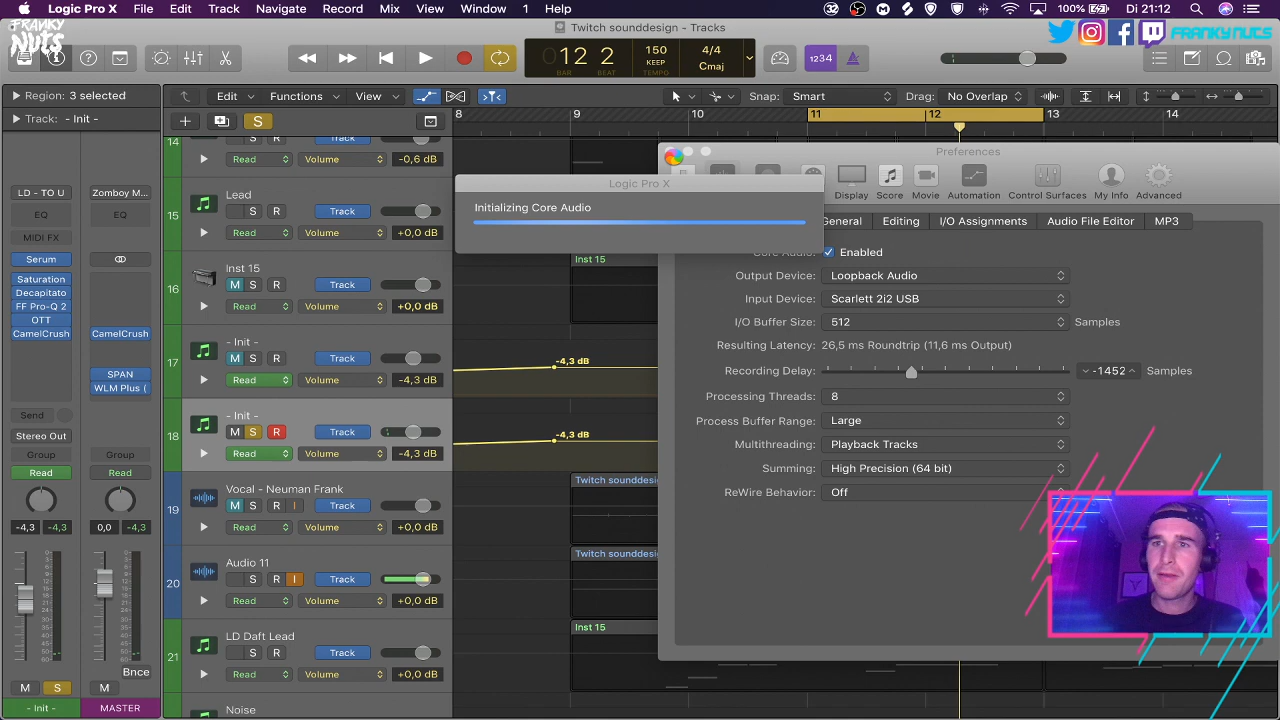 Logic Pro X File Edit Track Navigate Record Mix View Window 1 Help 100% Di 21:12
FRANKY NUTS
Twitch sounddesign - Tracks
FRANKY NUTS
012 2
BAR BEAT
150
KEEP
TEMPO
4/4
Cmaj
1234
Region: 3 selected
Edit Functions View Snap: Smart Drag: No Overlap
Track: - Init -
S
8 9 10 11 12 13 14
Preferences
Display Score Movie Automation Control Surfaces My Info Advanced
Logic Pro X
Initializing Core Audio
General Editing I/O Assignments Audio File Editor MP3
Enabled
Output Device: Loopback Audio
Input Device: Scarlett 2i2 USB
I/O Buffer Size: 512 Samples
Resulting Latency: 26,5 ms Roundtrip (11,6 ms Output)
Recording Delay: -1452 Samples
Processing Threads: 8
Process Buffer Range: Large
Multithreading: Playback Tracks
Summing: High Precision (64 bit)
ReWire Behavior: Off
LD - TO U
Zomboy M...
EQ
EQ
MIDI FX
Serum
Saturation
Decapitato
FF Pro-Q 2
OTT
CamelCrush
CamelCrush
SPAN
WLM Plus (
Send
Stereo Out
Group
Group
Read
Read
-4,3 -4,3
0,0 -4,3
Bnce
M S
M
- Init -
MASTER
14
Read Volume -0,6 dB
15
Lead
S Track
Read Volume +0,0 dB
16
Inst 15
M S Track
Read Volume +0,0 dB
Inst 15
17
- Init -
M S R Track
Read Volume -4,3 dB
-4,3 dB
18
- Init -
M S R Track
Read Volume -4,3 dB
-4,3 dB
19
Vocal - Neuman Frank
M S R I Track
Read Volume +0,0 dB
Twitch sounddesig
20
Audio 11
S R I Track
Read Volume +0,0 dB
Twitch sounddesig
21
LD Daft Lead
S R Track
Read Volume +0,0 dB
Inst 15
Noise